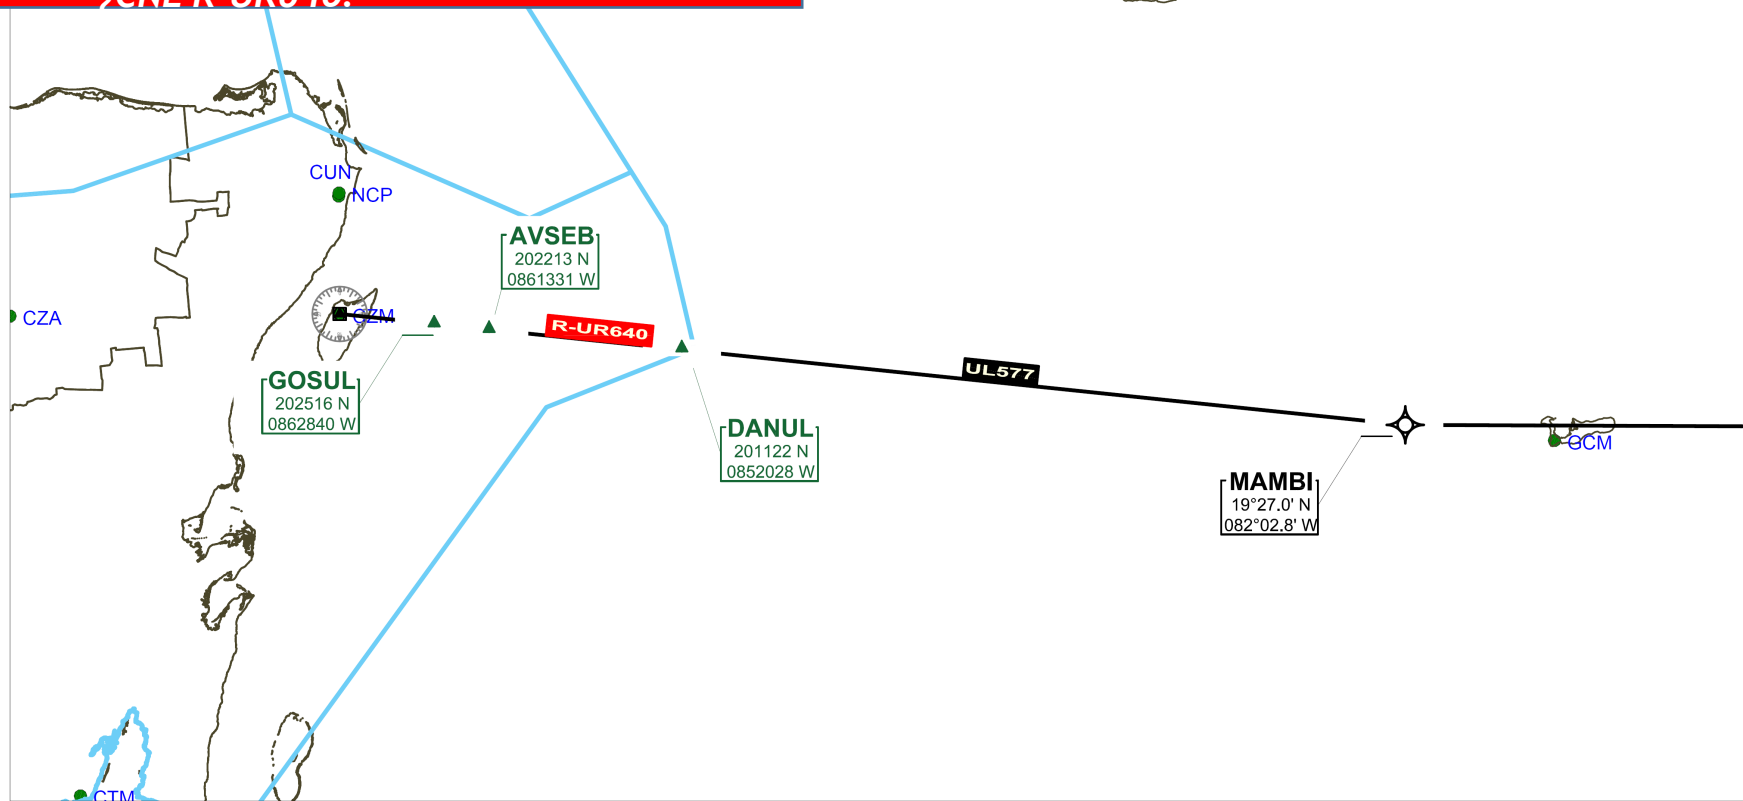 R-UR640.
CUN
NCP
AVSEB
202213 N
0861331 W
CZA
CZM
R-UR640
GOSUL
202516 N
0862840 W
UL577
DANUL
201122 N
0852028 W
GCM
MAMBI
19°27.0' N
082°02.8' W
CTM